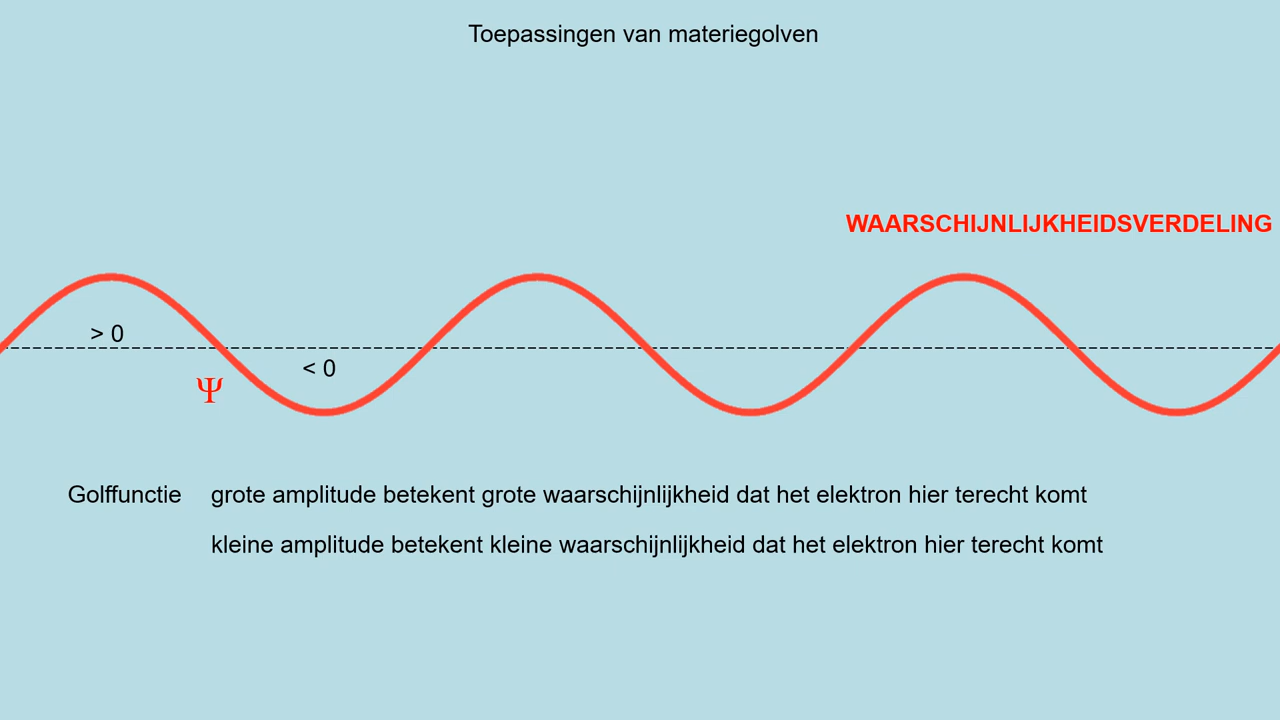 Toepassingen van materiegolven
WAARSCHIJNLIJKHEIDSVERDELING
> 0
< 0
Ψ
Golffunctie grote amplitude betekent grote waarschijnlijkheid dat het elektron hier terecht komt
kleine amplitude betekent kleine waarschijnlijkheid dat het elektron hier terecht komt